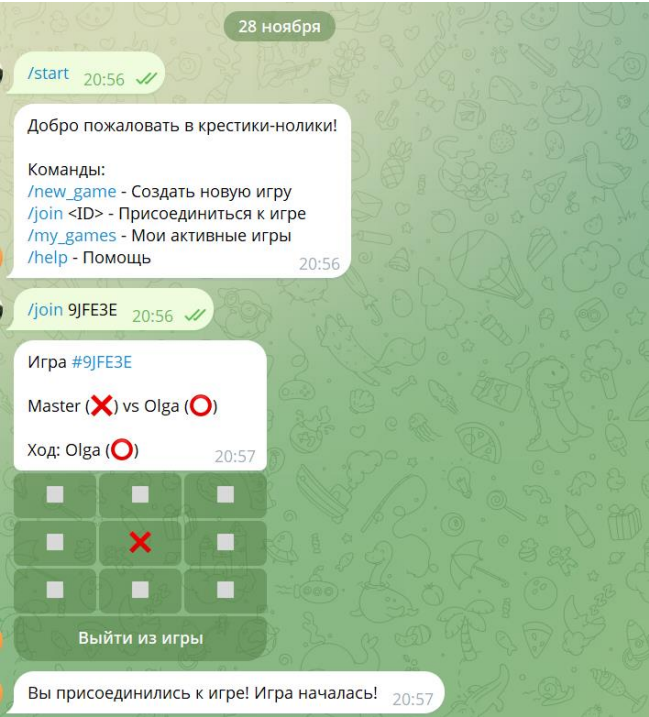 28 ноября
/start 20:56
Добро пожаловать в крестики-нолики!
Команды:
/new_game - Создать новую игру
/join <ID> - Присоединиться к игре
/my_games - Мои активные игры
/help - Помощь
20:56
/join 9JFE3E 20:56
Игра #9JFE3E
Master (❌) vs Olga (⭕)
Ход: Olga (⭕)
20:57
Выйти из игры
Вы присоединились к игре! Игра началась! 20:57